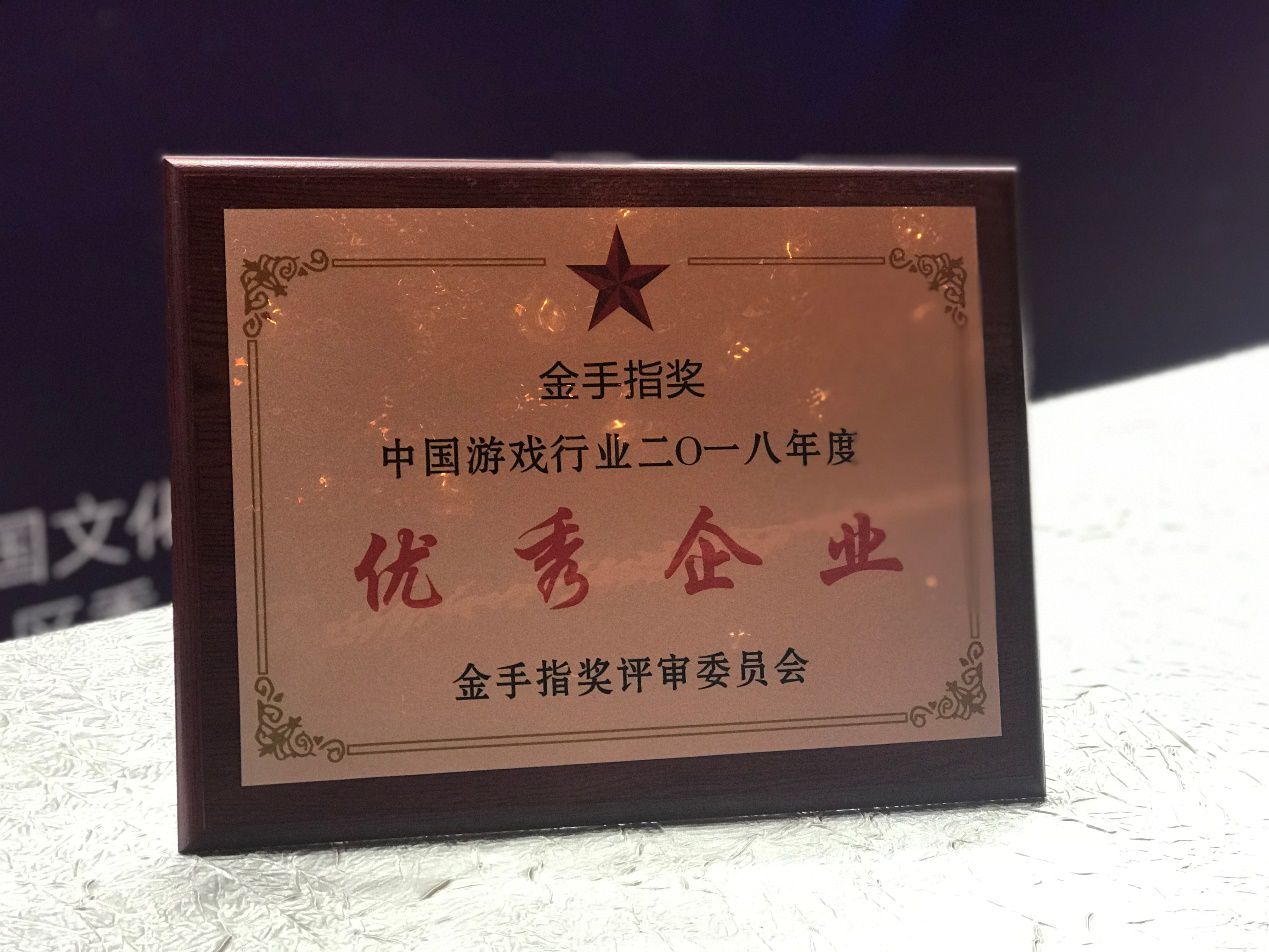 金手指奖
中国游戏行业二〇一八年度
优秀企业
金手指奖评审委员会
国文化